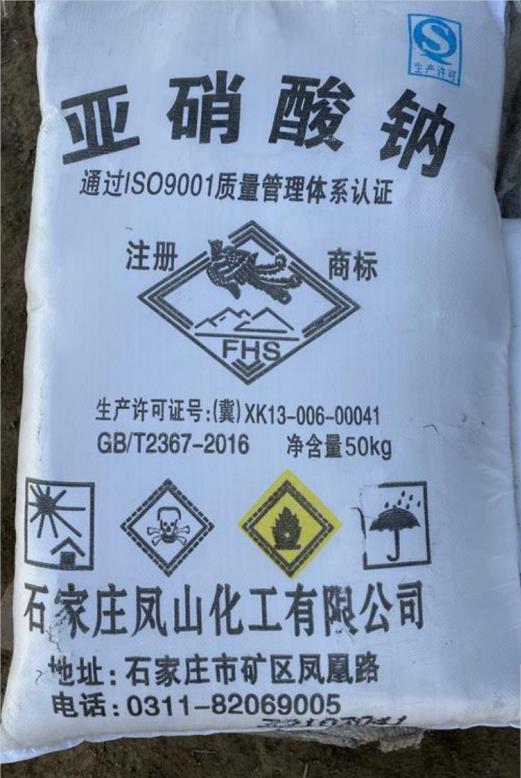 生产许可
亚硝酸钠
通过ISO9001质量管理体系认证
注册 商标
FHS
生产许可证号:(冀)XK13-006-00041
GB/T2367-2016 净含量50kg
石家庄凤山化工有限公司
地址:石家庄市矿区凤凰路
电话:0311-82069005